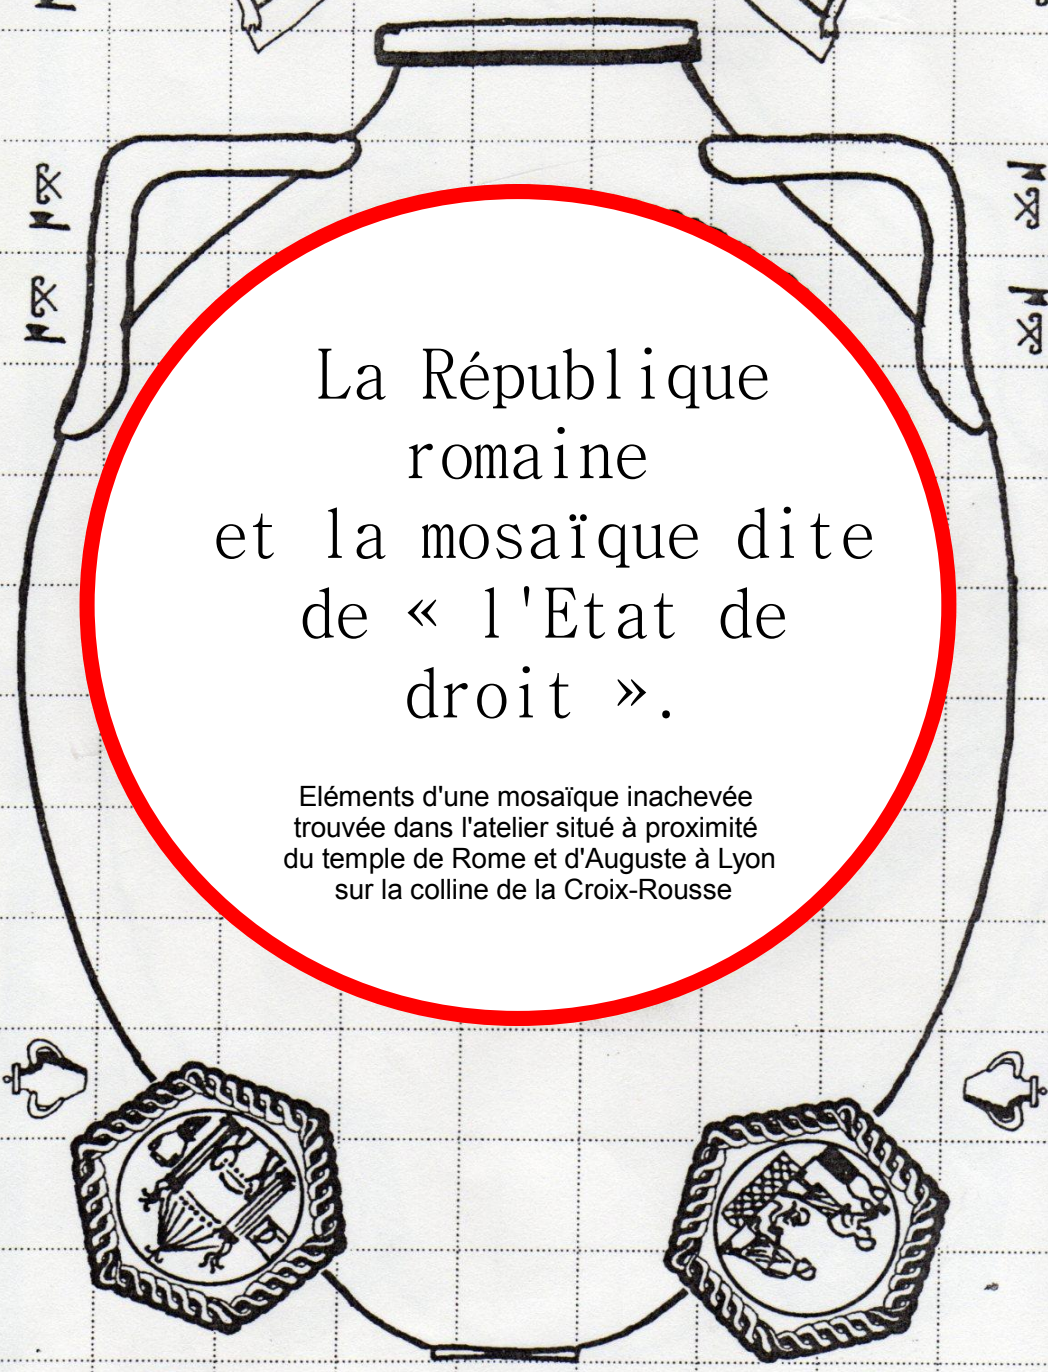 La République
romaine
et la mosaïque dite
de « l'Etat de
droit ».
Eléments d'une mosaïque inachevée
trouvée dans l'atelier situé à proximité
du temple de Rome et d'Auguste à Lyon
sur la colline de la Croix-Rousse